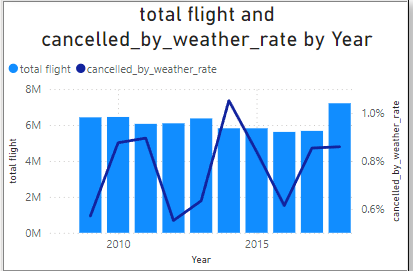 total flight and
cancelled_by_weather_rate by Year
total flight cancelled_by_weather_rate
8M
6M
4M
2M
0M
total flight
1.0%
0.8%
0.6%
cancelled_by_weather_rate
2010 2015
Year